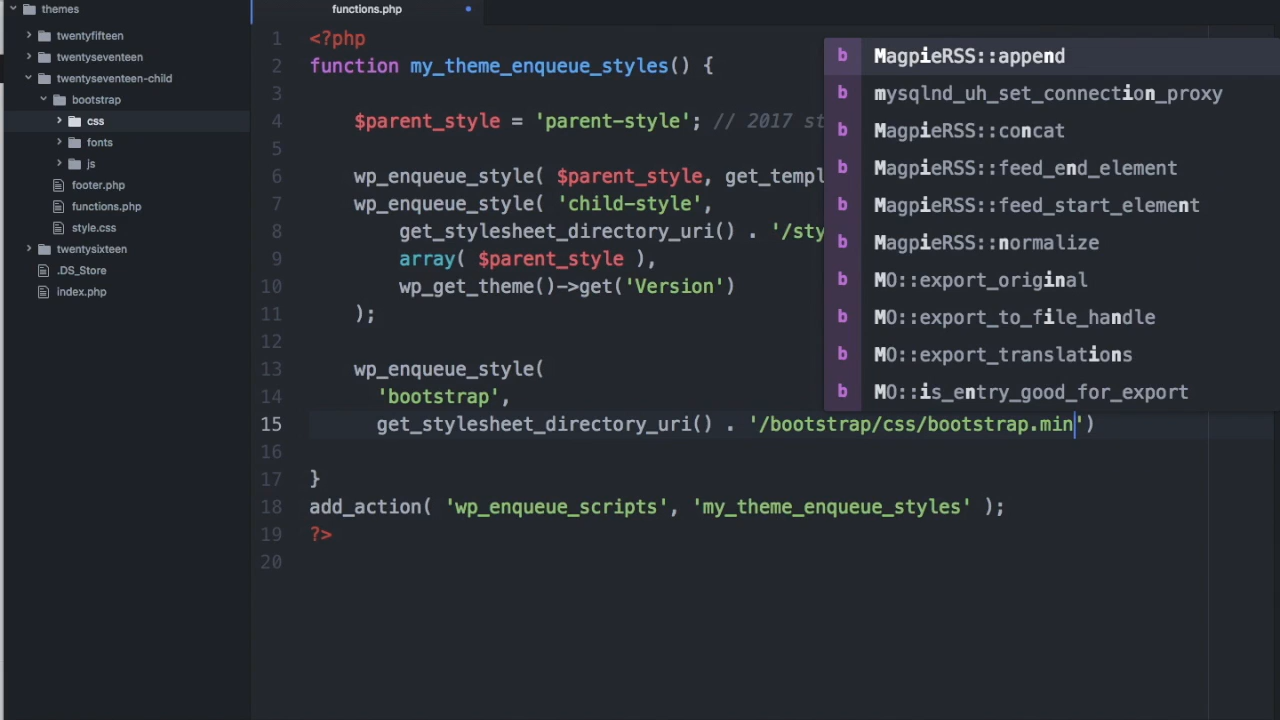 themes
twentyfifteen
twentyseventeen
twentyseventeen-child
bootstrap
css
fonts
js
footer.php
functions.php
style.css
twentysixteen
.DS_Store
index.php
functions.php
1 <?php
2 function my_theme_enqueue_styles() {
3
4 $parent_style = 'parent-style'; // 2017 st
5
6 wp_enqueue_style( $parent_style, get_templ
7 wp_enqueue_style( 'child-style',
8 get_stylesheet_directory_uri() . '/sty
9 array( $parent_style ),
10 wp_get_theme()->get('Version')
11 );
12
13 wp_enqueue_style(
14 'bootstrap',
15 get_stylesheet_directory_uri() . '/bootstrap/css/bootstrap.min')
16
17 }
18 add_action( 'wp_enqueue_scripts', 'my_theme_enqueue_styles' );
19 ?>
20
b MagpieRSS::append
b mysqlnd_uh_set_connection_proxy
b MagpieRSS::concat
b MagpieRSS::feed_end_element
b MagpieRSS::feed_start_element
b MagpieRSS::normalize
b MO::export_original
b MO::export_to_file_handle
b MO::export_translations
b MO::is_entry_good_for_export